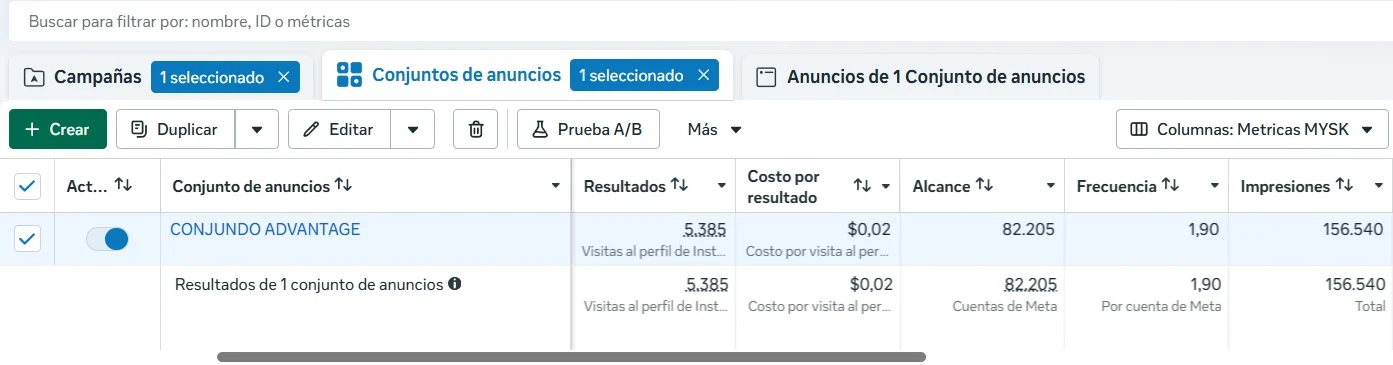 Buscar para filtrar por: nombre, ID o métricas
Campañas 1 seleccionado × Conjuntos de anuncios 1 seleccionado × Anuncios de 1 Conjunto de anuncios
+ Crear Duplicar Editar Prueba A/B Más Columnas: Metricas MYSK
Act... Conjunto de anuncios Resultados Costo por resultado Alcance Frecuencia Impresiones
CONJUNDO ADVANTAGE 5.385 $0,02 82.205 1,90 156.540
Visitas al perfil de Inst... Costo por visita al per...
Resultados de 1 conjunto de anuncios 5.385 $0,02 82.205 1,90 156.540
Visitas al perfil de Inst... Costo por visita al per... Cuentas de Meta Por cuenta de Meta Total